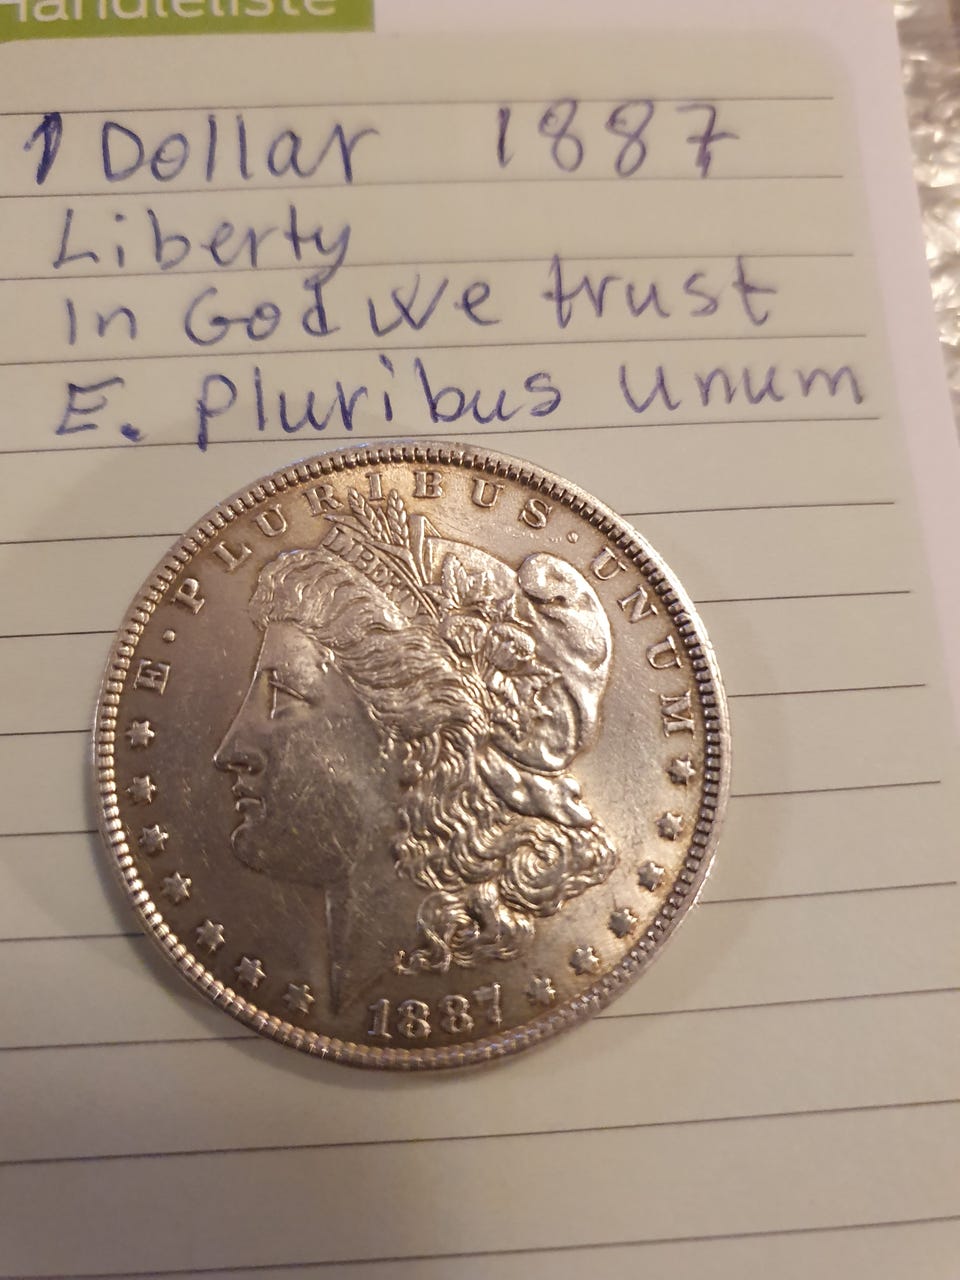 Handleliste
1 Dollar 1887
Liberty
In God we trust
E. pluribus unum
E·PLURIBUS·UNUM
LIBERTY
1887